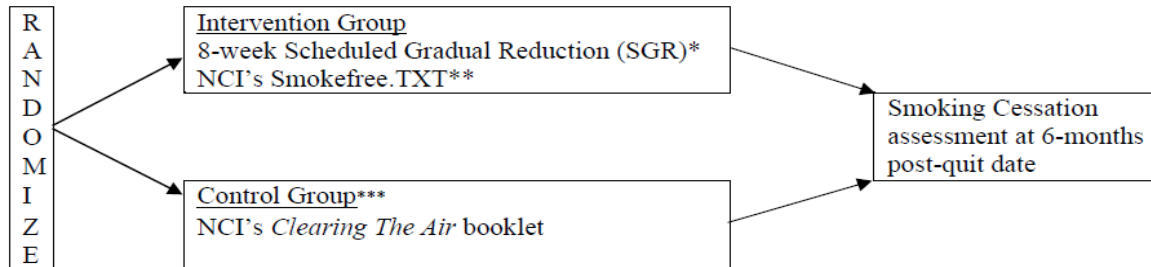 RANDOMIZE
Intervention Group
8-week Scheduled Gradual Reduction (SGR)*
NCI's Smokefree.TXT**
Smoking Cessation
assessment at 6-months
post-quit date
Control Group***
NCI's Clearing The Air booklet